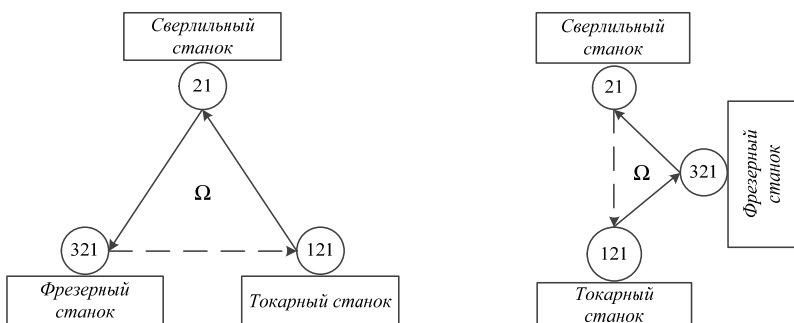 Сверлильный
станок
21
Ω
321
121
Фрезерный
станок
Токарный станок
Сверлильный
станок
21
Ω
321
Фрезерный
станок
121
Токарный
станок